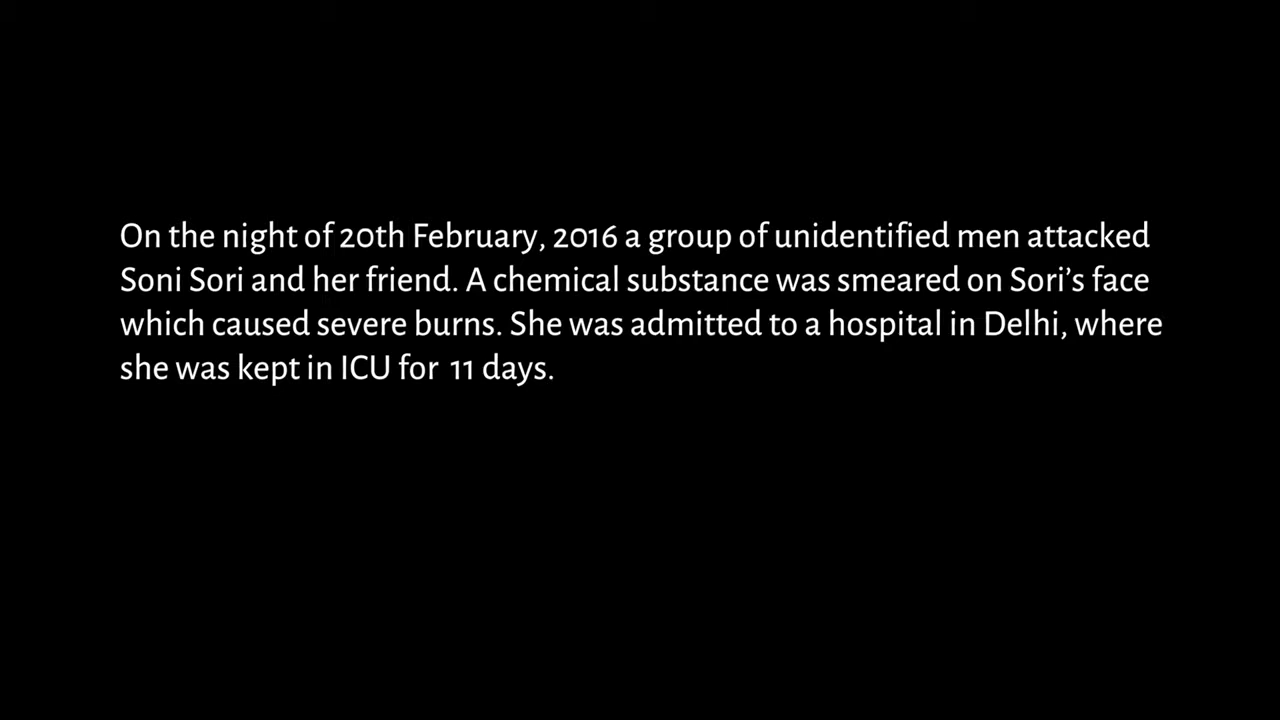 On the night of 20th February, 2016 a group of unidentified men attacked
Soni Sori and her friend. A chemical substance was smeared on Sori’s face
which caused severe burns. She was admitted to a hospital in Delhi, where
she was kept in ICU for  11 days.